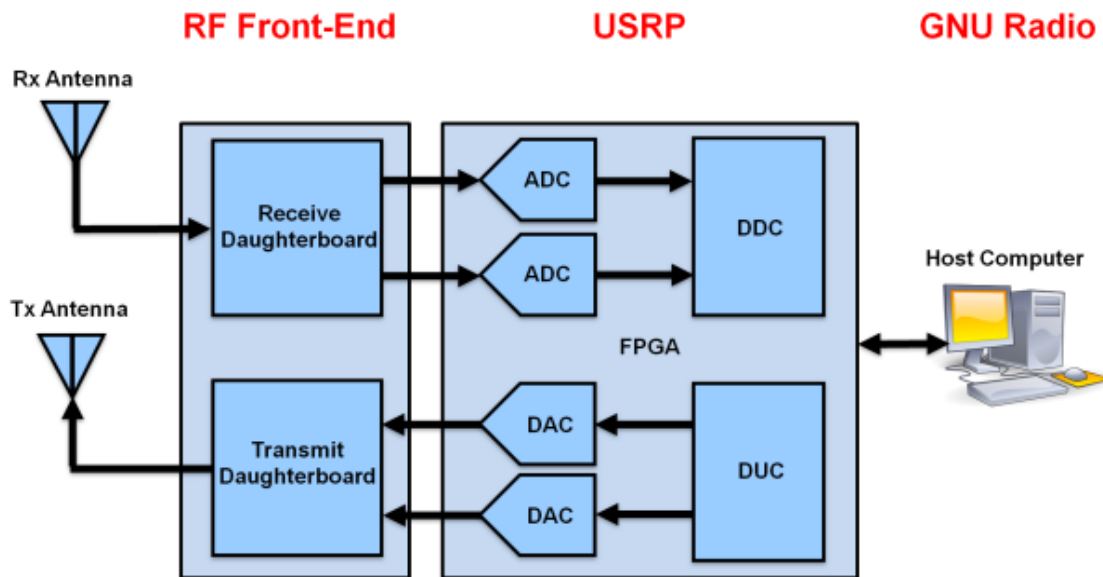 RF Front-End
USRP
GNU Radio
Rx Antenna
Receive
Daughterboard
ADC
ADC
DDC
Host Computer
Tx Antenna
FPGA
Transmit
Daughterboard
DAC
DAC
DUC